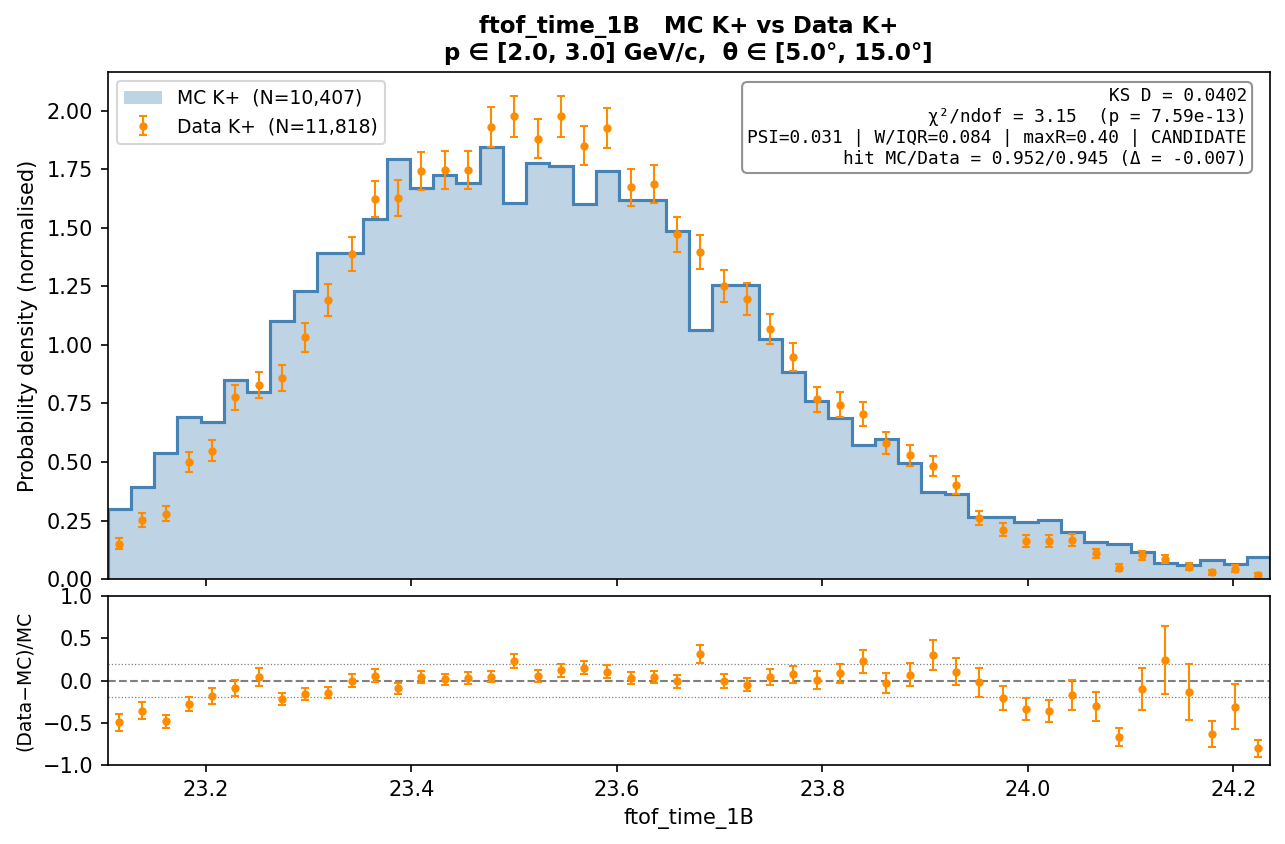 ftof_time_1B   MC K+ vs Data K+
p ∈ [2.0, 3.0] GeV/c,  θ ∈ [5.0°, 15.0°]
MC K+  (N=10,407)
Data K+  (N=11,818)
KS D = 0.0402
χ²/ndof = 3.15  (p = 7.59e-13)
PSI=0.031 | W/IQR=0.084 | maxR=0.40 | CANDIDATE
hit MC/Data = 0.952/0.945 (Δ = -0.007)
Probability density (normalised)
2.00
1.75
1.50
1.25
1.00
0.75
0.50
0.25
0.00
(Data−MC)/MC
1.0
0.5
0.0
−0.5
−1.0
23.2
23.4
23.6
23.8
24.0
24.2
ftof_time_1B